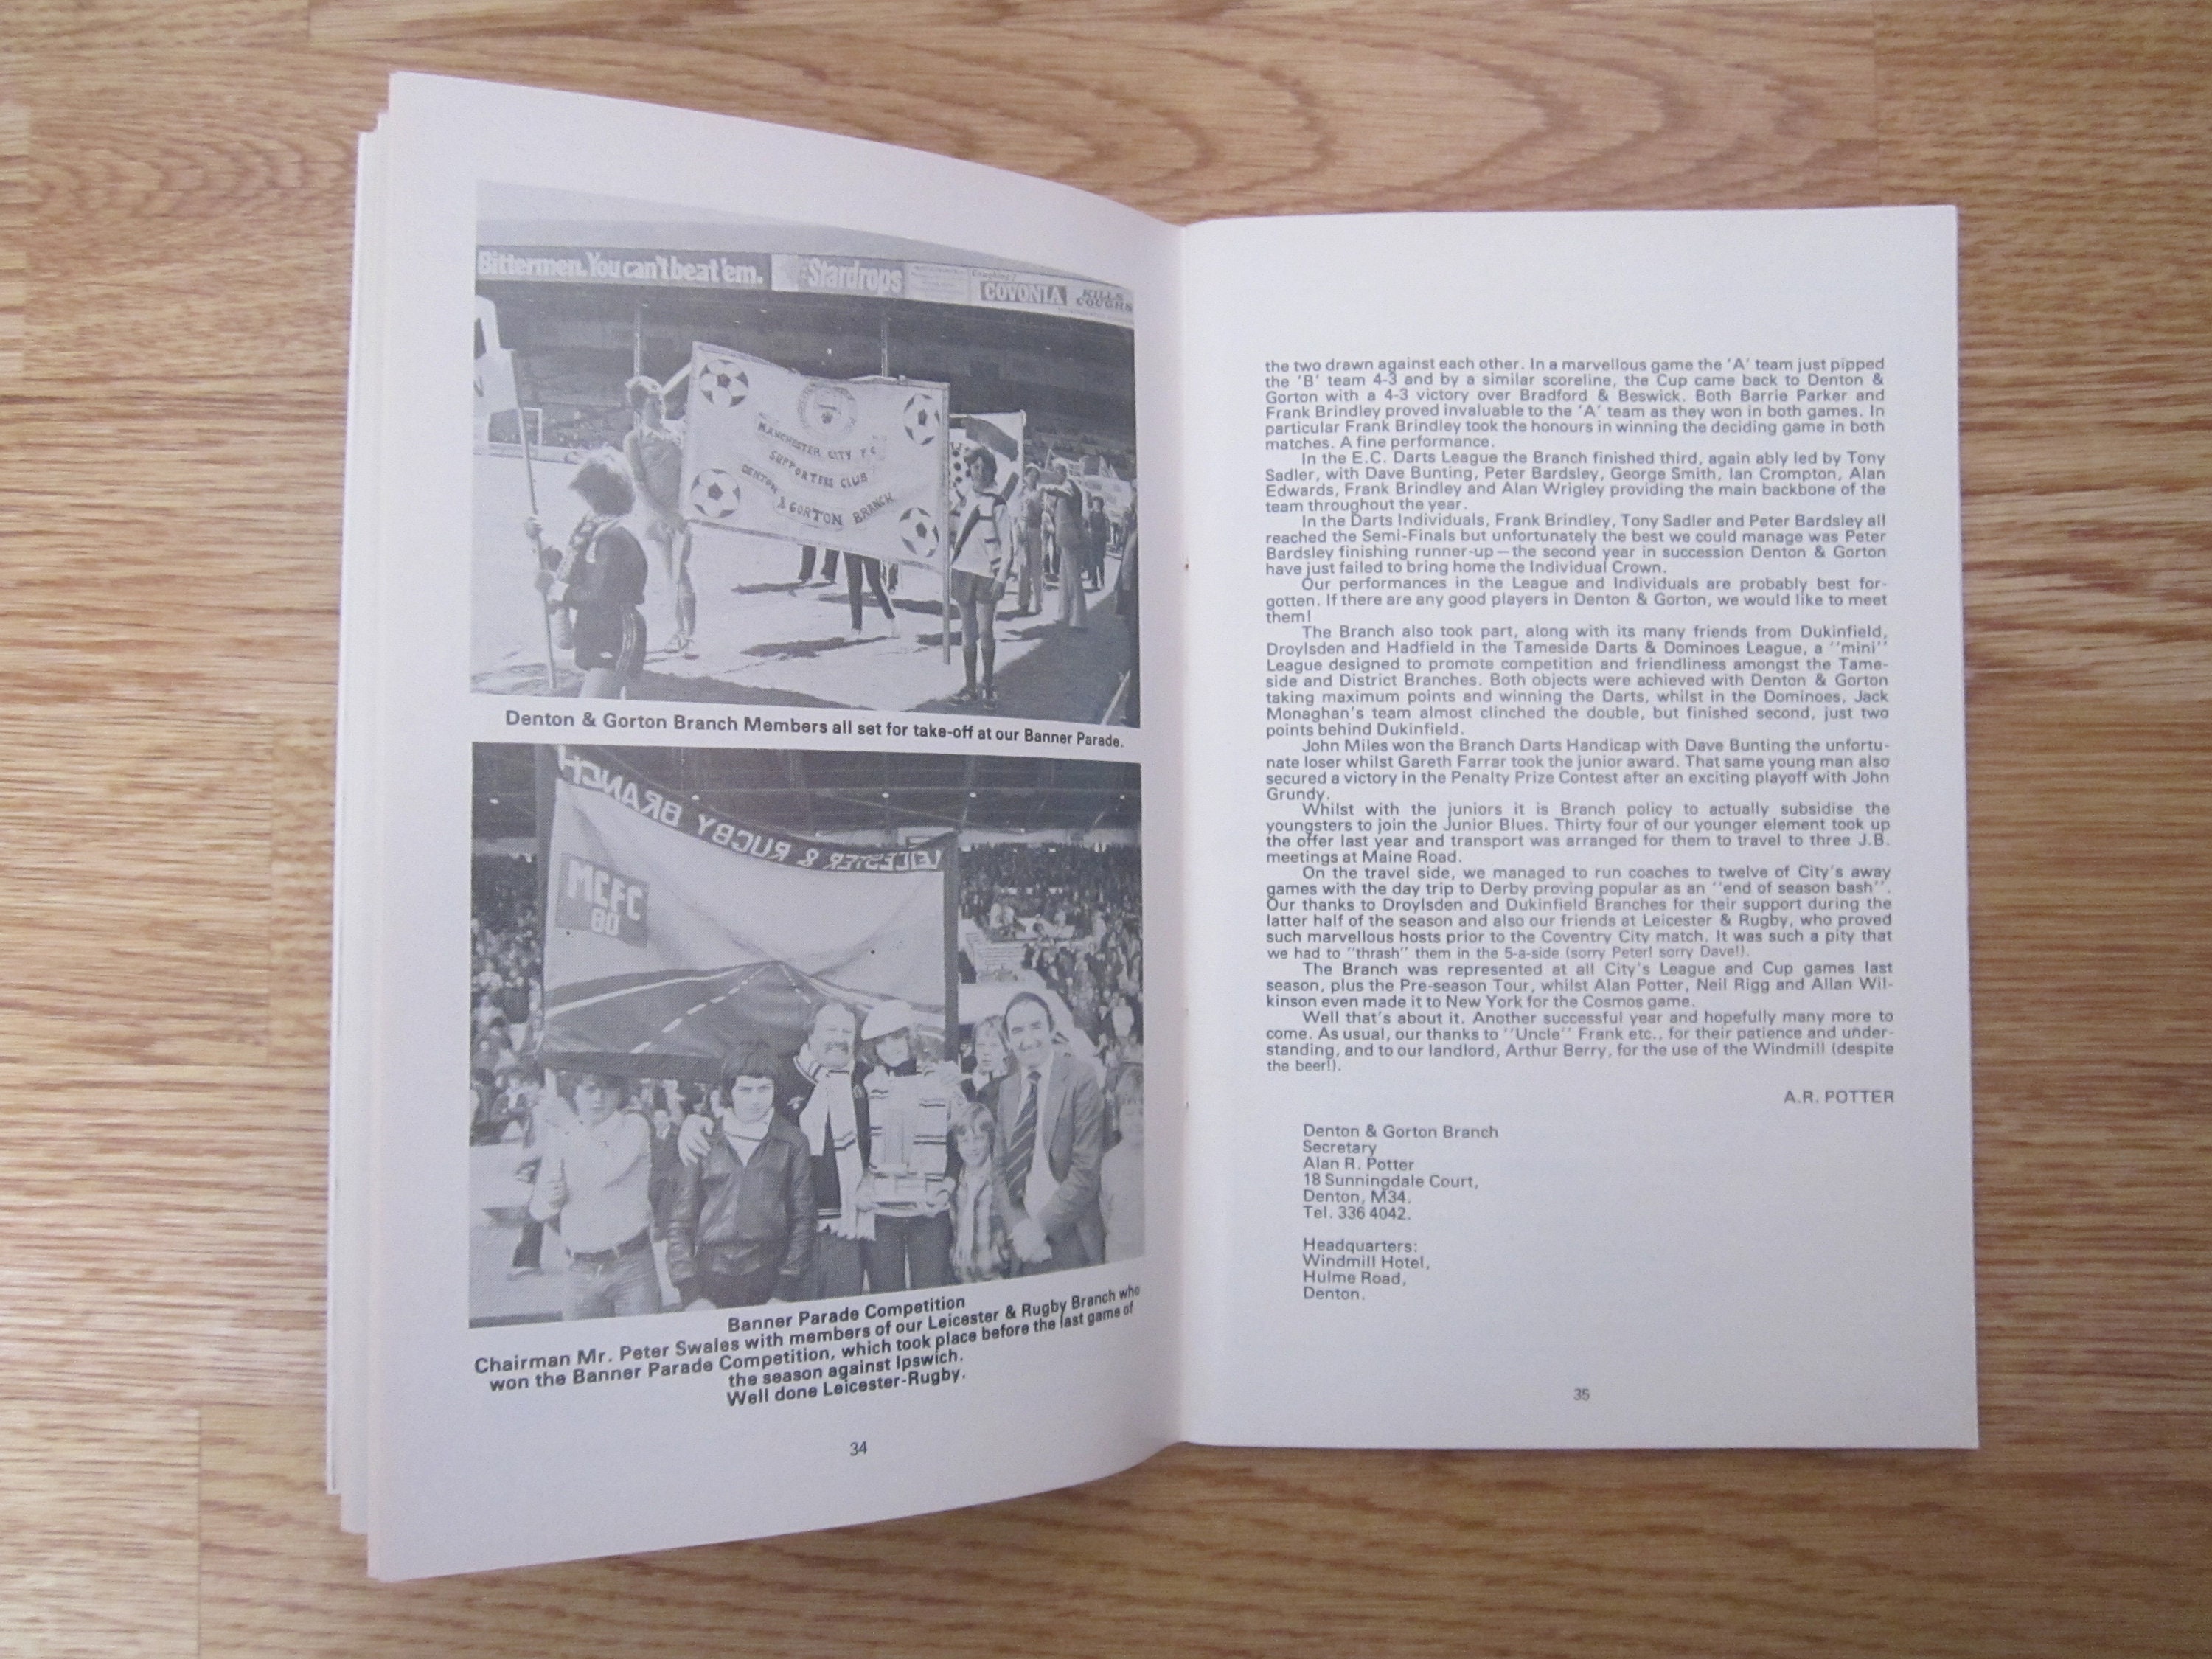 Bittermen. You can't beat 'em.
Stardrops
Coughing?
COVONIA
KILLS COUGHS
MANCHESTER CITY F.C.
SUPPORTERS CLUB
DENTON & GORTON BRANCH
Denton & Gorton Branch Members all set for take-off at our Banner Parade.
LEICESTER & RUGBY BRANCH
MCFC
80
Banner Parade Competition
Chairman Mr. Peter Swales with members of our Leicester & Rugby Branch who
won the Banner Parade Competition, which took place before the last game of
the season against Ipswich.
Well done Leicester-Rugby.
34
the two drawn against each other. In a marvellous game the 'A' team just pipped
the 'B' team 4-3 and by a similar scoreline, the Cup came back to Denton &
Gorton with a 4-3 victory over Bradford & Beswick. Both Barrie Parker and
Frank Brindley proved invaluable to the 'A' team as they won in both games. In
particular Frank Brindley took the honours in winning the deciding game in both
matches. A fine performance.
In the E.C. Darts League the Branch finished third, again ably led by Tony
Sadler, with Dave Bunting, Peter Bardsley, George Smith, Ian Crompton, Alan
Edwards, Frank Brindley and Alan Wrigley providing the main backbone of the
team throughout the year.
In the Darts Individuals, Frank Brindley, Tony Sadler and Peter Bardsley all
reached the Semi-Finals but unfortunately the best we could manage was Peter
Bardsley finishing runner-up—the second year in succession Denton & Gorton
have just failed to bring home the Individual Crown.
Our performances in the League and Individuals are probably best for-
gotten. If there are any good players in Denton & Gorton, we would like to meet
them!
The Branch also took part, along with its many friends from Dukinfield,
Droylsden and Hadfield in the Tameside Darts & Dominoes League, a ''mini''
League designed to promote competition and friendliness amongst the Tame-
side and District Branches. Both objects were achieved with Denton & Gorton
taking maximum points and winning the Darts, whilst in the Dominoes, Jack
Monaghan's team almost clinched the double, but finished second, just two
points behind Dukinfield.
John Miles won the Branch Darts Handicap with Dave Bunting the unfortu-
nate loser whilst Gareth Farrar took the junior award. That same young man also
secured a victory in the Penalty Prize Contest after an exciting playoff with John
Grundy.
Whilst with the juniors it is Branch policy to actually subsidise the
youngsters to join the Junior Blues. Thirty four of our younger element took up
the offer last year and transport was arranged for them to travel to three J.B.
meetings at Maine Road.
On the travel side, we managed to run coaches to twelve of City's away
games with the day trip to Derby proving popular as an ''end of season bash''.
Our thanks to Droylsden and Dukinfield Branches for their support during the
latter half of the season and also our friends at Leicester & Rugby, who proved
such marvellous hosts prior to the Coventry City match. It was such a pity that
we had to ''thrash'' them in the 5-a-side (sorry Peter! sorry Dave!).
The Branch was represented at all City's League and Cup games last
season, plus the Pre-season Tour, whilst Alan Potter, Neil Rigg and Allan Wil-
kinson even made it to New York for the Cosmos game.
Well that's about it. Another successful year and hopefully many more to
come. As usual, our thanks to ''Uncle'' Frank etc., for their patience and under-
standing, and to our landlord, Arthur Berry, for the use of the Windmill (despite
the beer!).
A.R. POTTER
Denton & Gorton Branch
Secretary
Alan R. Potter
18 Sunningdale Court,
Denton, M34.
Tel. 336 4042.
Headquarters:
Windmill Hotel,
Hulme Road,
Denton.
35